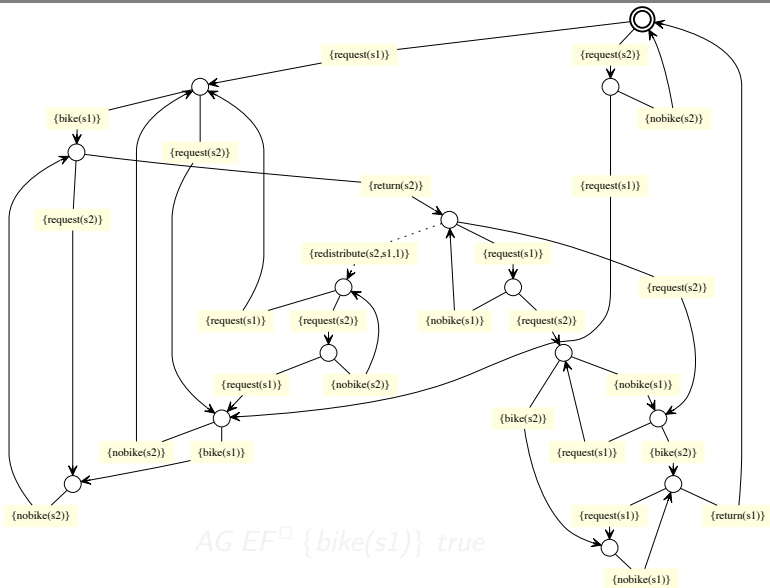 {request(s1)}
{request(s2)}
{bike(s1)}
{nobike(s2)}
{request(s2)}
{return(s2)}
{request(s1)}
{request(s2)}
{redistribute(s2,s1,1)}
{request(s1)}
{request(s2)}
{request(s1)}
{request(s2)}
{nobike(s1)}
{request(s2)}
{request(s1)}
{nobike(s2)}
{nobike(s1)}
{bike(s2)}
{nobike(s2)}
{bike(s1)}
{request(s1)}
{bike(s2)}
{nobike(s2)}
{request(s1)}
{return(s1)}
AG EF□ {bike(s1)} true
{nobike(s1)}